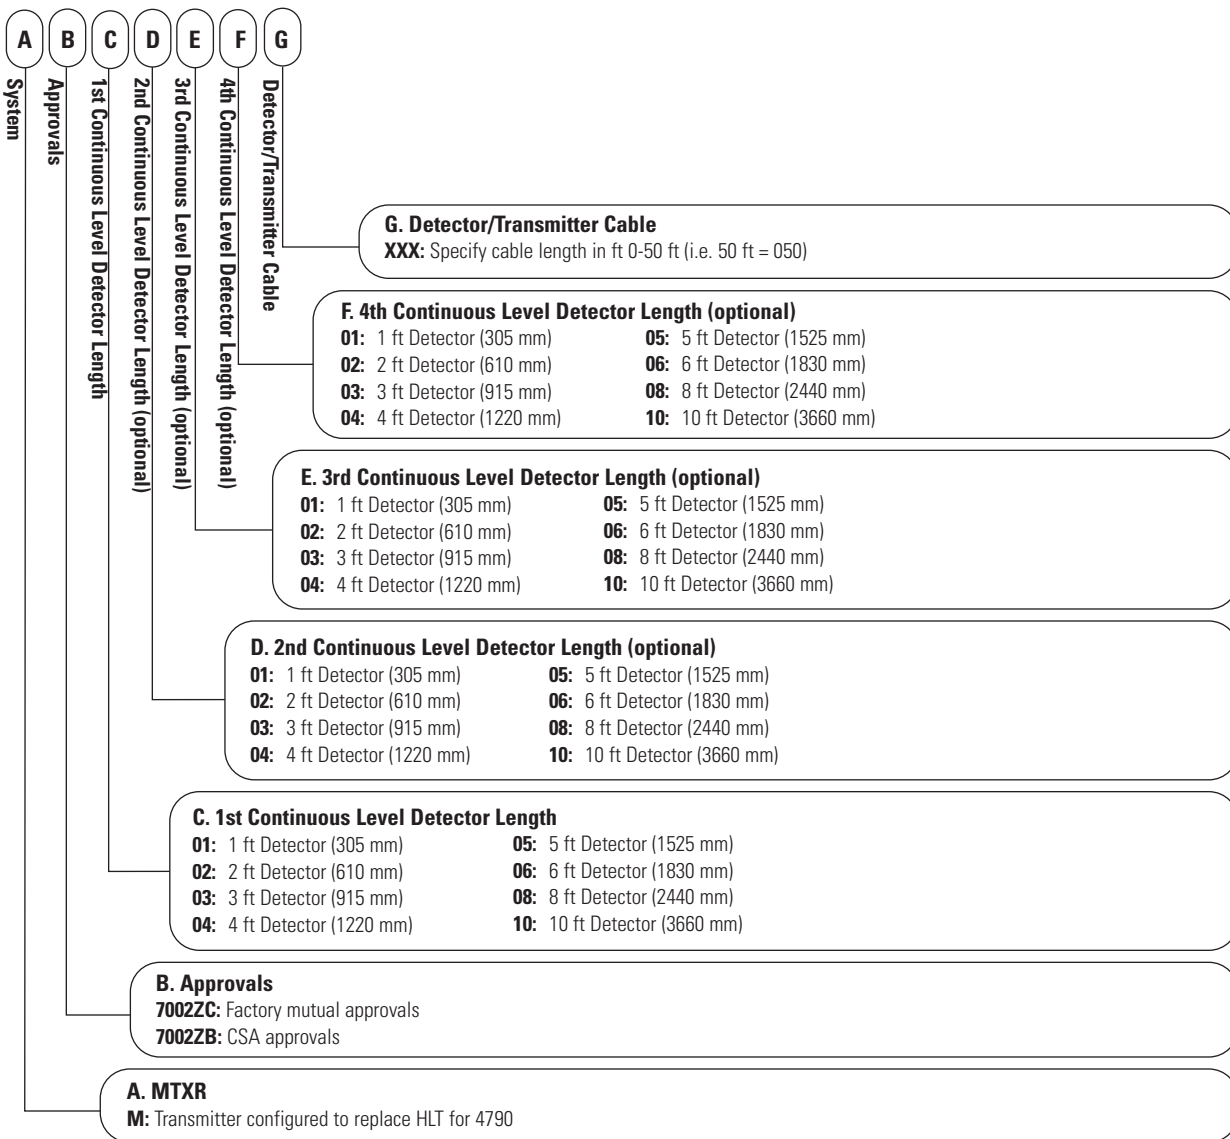 A B C D E F G
System
Approvals
1st Continuous Level Detector Length
2nd Continuous Level Detector Length (optional)
3rd Continuous Level Detector Length (optional)
4th Continuous Level Detector Length (optional)
Detector/Transmitter Cable
G. Detector/Transmitter Cable
XXX: Specify cable length in ft 0-50 ft (i.e. 50 ft = 050)
F. 4th Continuous Level Detector Length (optional)
01: 1 ft Detector (305 mm) 05: 5 ft Detector (1525 mm)
02: 2 ft Detector (610 mm) 06: 6 ft Detector (1830 mm)
03: 3 ft Detector (915 mm) 08: 8 ft Detector (2440 mm)
04: 4 ft Detector (1220 mm) 10: 10 ft Detector (3660 mm)
E. 3rd Continuous Level Detector Length (optional)
01: 1 ft Detector (305 mm) 05: 5 ft Detector (1525 mm)
02: 2 ft Detector (610 mm) 06: 6 ft Detector (1830 mm)
03: 3 ft Detector (915 mm) 08: 8 ft Detector (2440 mm)
04: 4 ft Detector (1220 mm) 10: 10 ft Detector (3660 mm)
D. 2nd Continuous Level Detector Length (optional)
01: 1 ft Detector (305 mm) 05: 5 ft Detector (1525 mm)
02: 2 ft Detector (610 mm) 06: 6 ft Detector (1830 mm)
03: 3 ft Detector (915 mm) 08: 8 ft Detector (2440 mm)
04: 4 ft Detector (1220 mm) 10: 10 ft Detector (3660 mm)
C. 1st Continuous Level Detector Length
01: 1 ft Detector (305 mm) 05: 5 ft Detector (1525 mm)
02: 2 ft Detector (610 mm) 06: 6 ft Detector (1830 mm)
03: 3 ft Detector (915 mm) 08: 8 ft Detector (2440 mm)
04: 4 ft Detector (1220 mm) 10: 10 ft Detector (3660 mm)
B. Approvals
7002ZC: Factory mutual approvals
7002ZB: CSA approvals
A. MTXR
M: Transmitter configured to replace HLT for 4790